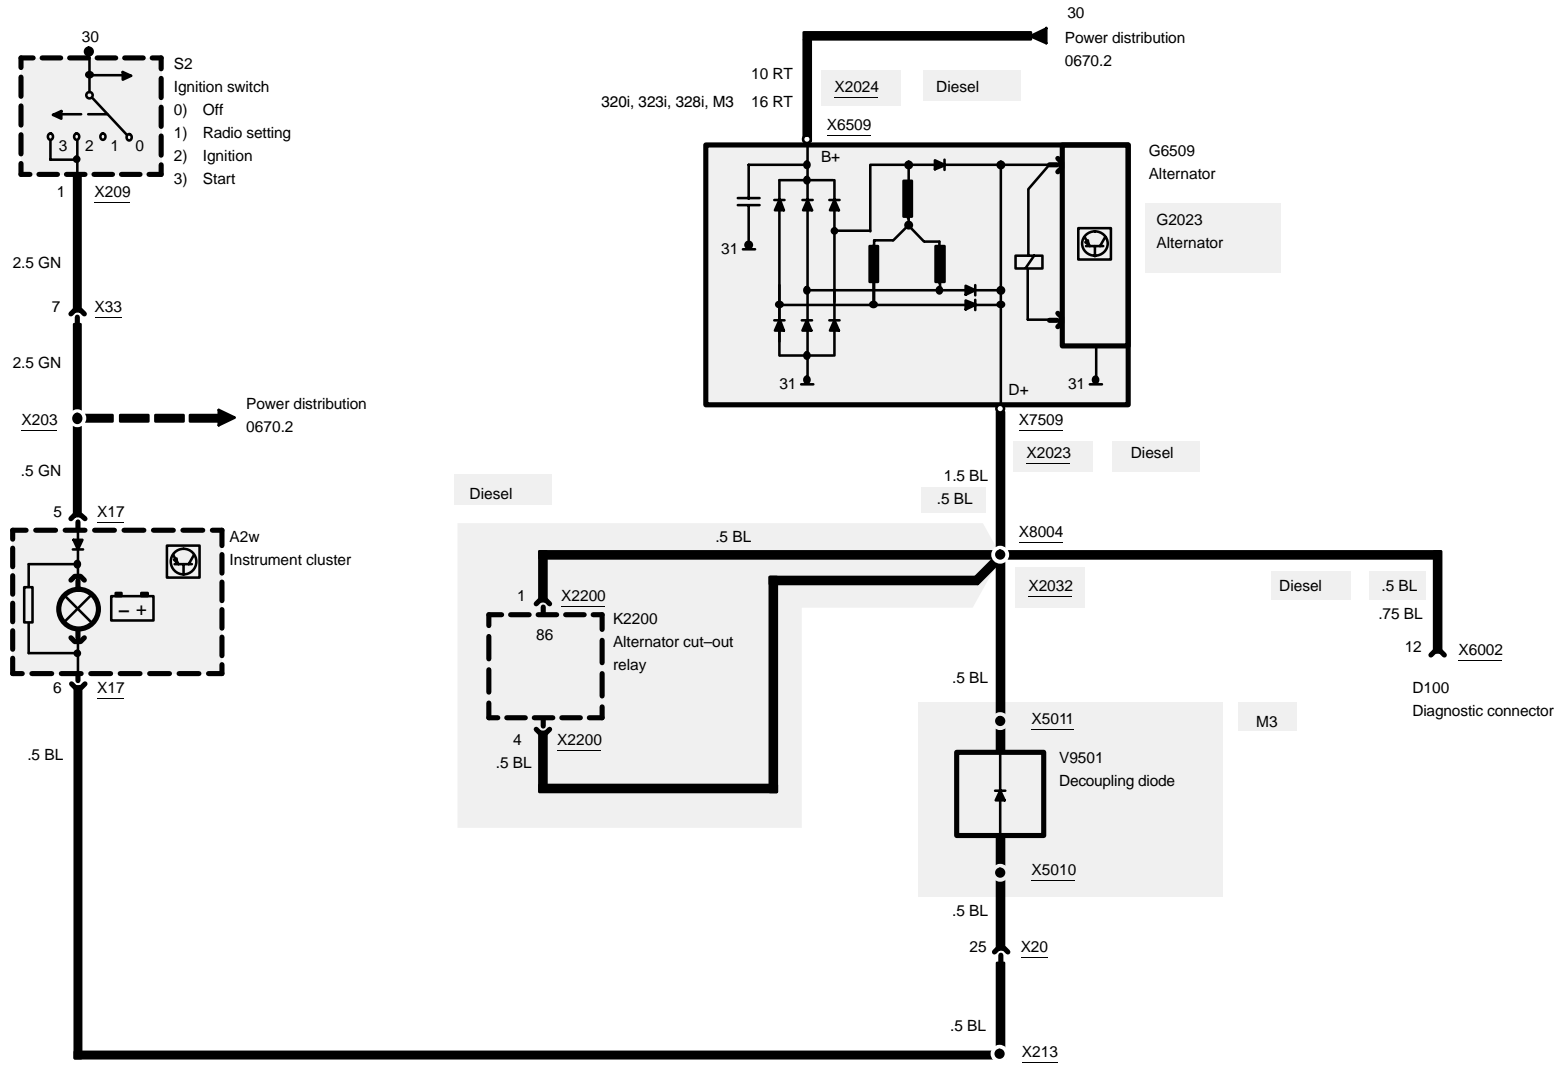 30
S2
Ignition switch
0) Off
1) Radio setting
2) Ignition
3) Start
3 2 1 0
1 X209
2.5 GN
7 X33
2.5 GN
X203
Power distribution
0670.2
.5 GN
5 X17
A2w
Instrument cluster
– +
6 X17
.5 BL
30
Power distribution
0670.2
10 RT
X2024
Diesel
320i, 323i, 328i, M3 16 RT
X6509
B+
G6509
Alternator
G2023
Alternator
31
31
31
D+
X7509
X2023
Diesel
1.5 BL
.5 BL
Diesel
.5 BL
X8004
X2032
1 X2200
86
K2200
Alternator cut–out
relay
4 X2200
.5 BL
Diesel
.5 BL
.75 BL
12 X6002
D100
Diagnostic connector
.5 BL
X5011
M3
V9501
Decoupling diode
X5010
.5 BL
25 X20
.5 BL
X213